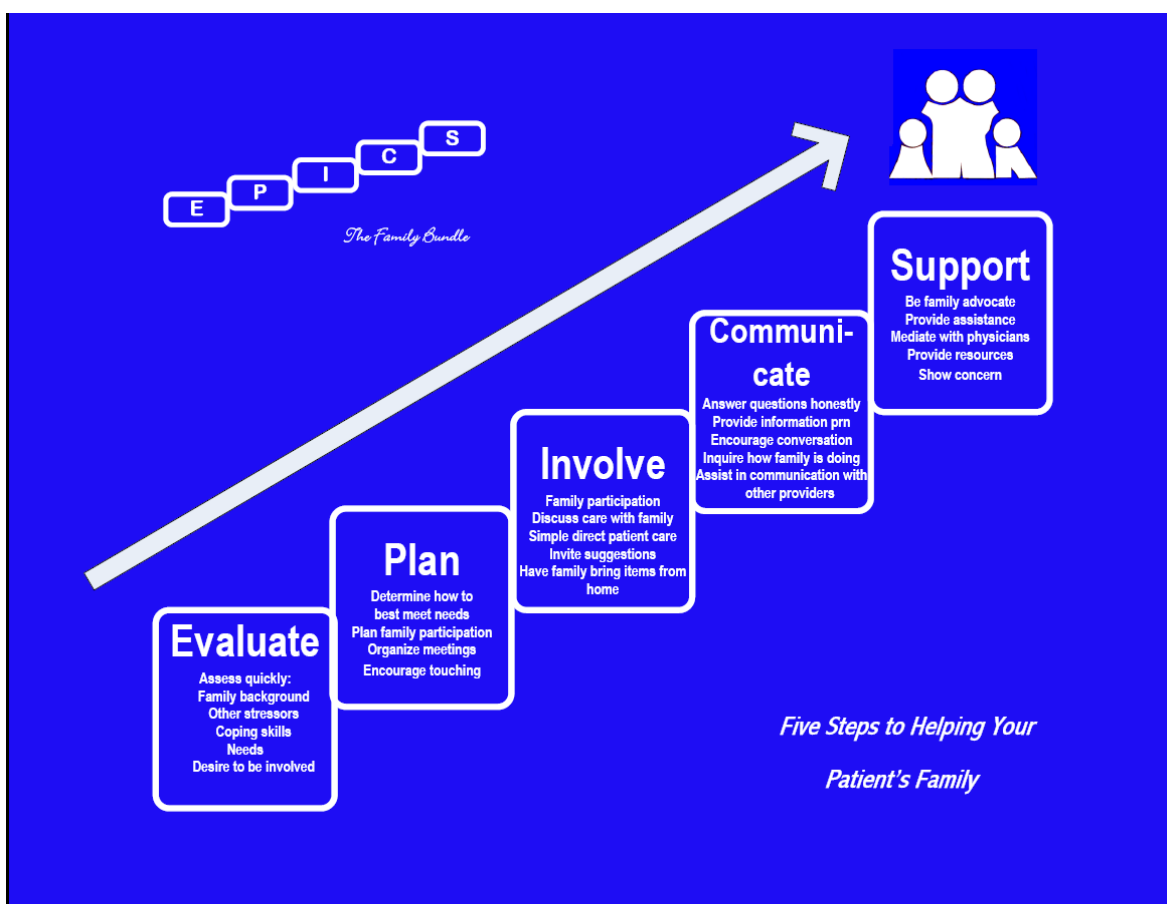 E
P
I
C
S
The Family Bundle
Evaluate
Assess quickly:
Family background
Other stressors
Coping skills
Needs
Desire to be involved
Plan
Determine how to
best meet needs
Plan family participation
Organize meetings
Encourage touching
Involve
Family participation
Discuss care with family
Simple direct patient care
Invite suggestions
Have family bring items from
home
Communi-
cate
Answer questions honestly
Provide information prn
Encourage conversation
Inquire how family is doing
Assist in communication with
other providers
Support
Be family advocate
Provide assistance
Mediate with physicians
Provide resources
Show concern
Five Steps to Helping Your
Patient's Family